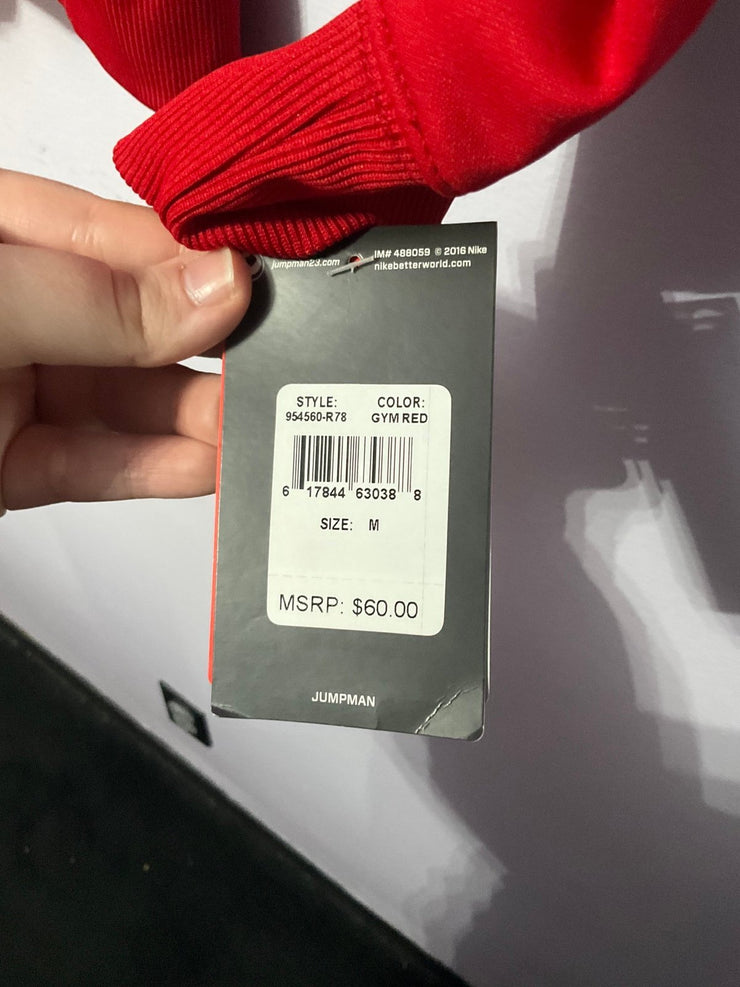 jumpman23.com
IM# 488059 © 2016 Nike
nikebetterworld.com
STYLE:
954560-R78
COLOR:
GYM RED
6 17844 63038 8
SIZE: M
MSRP: $60.00
JUMPMAN